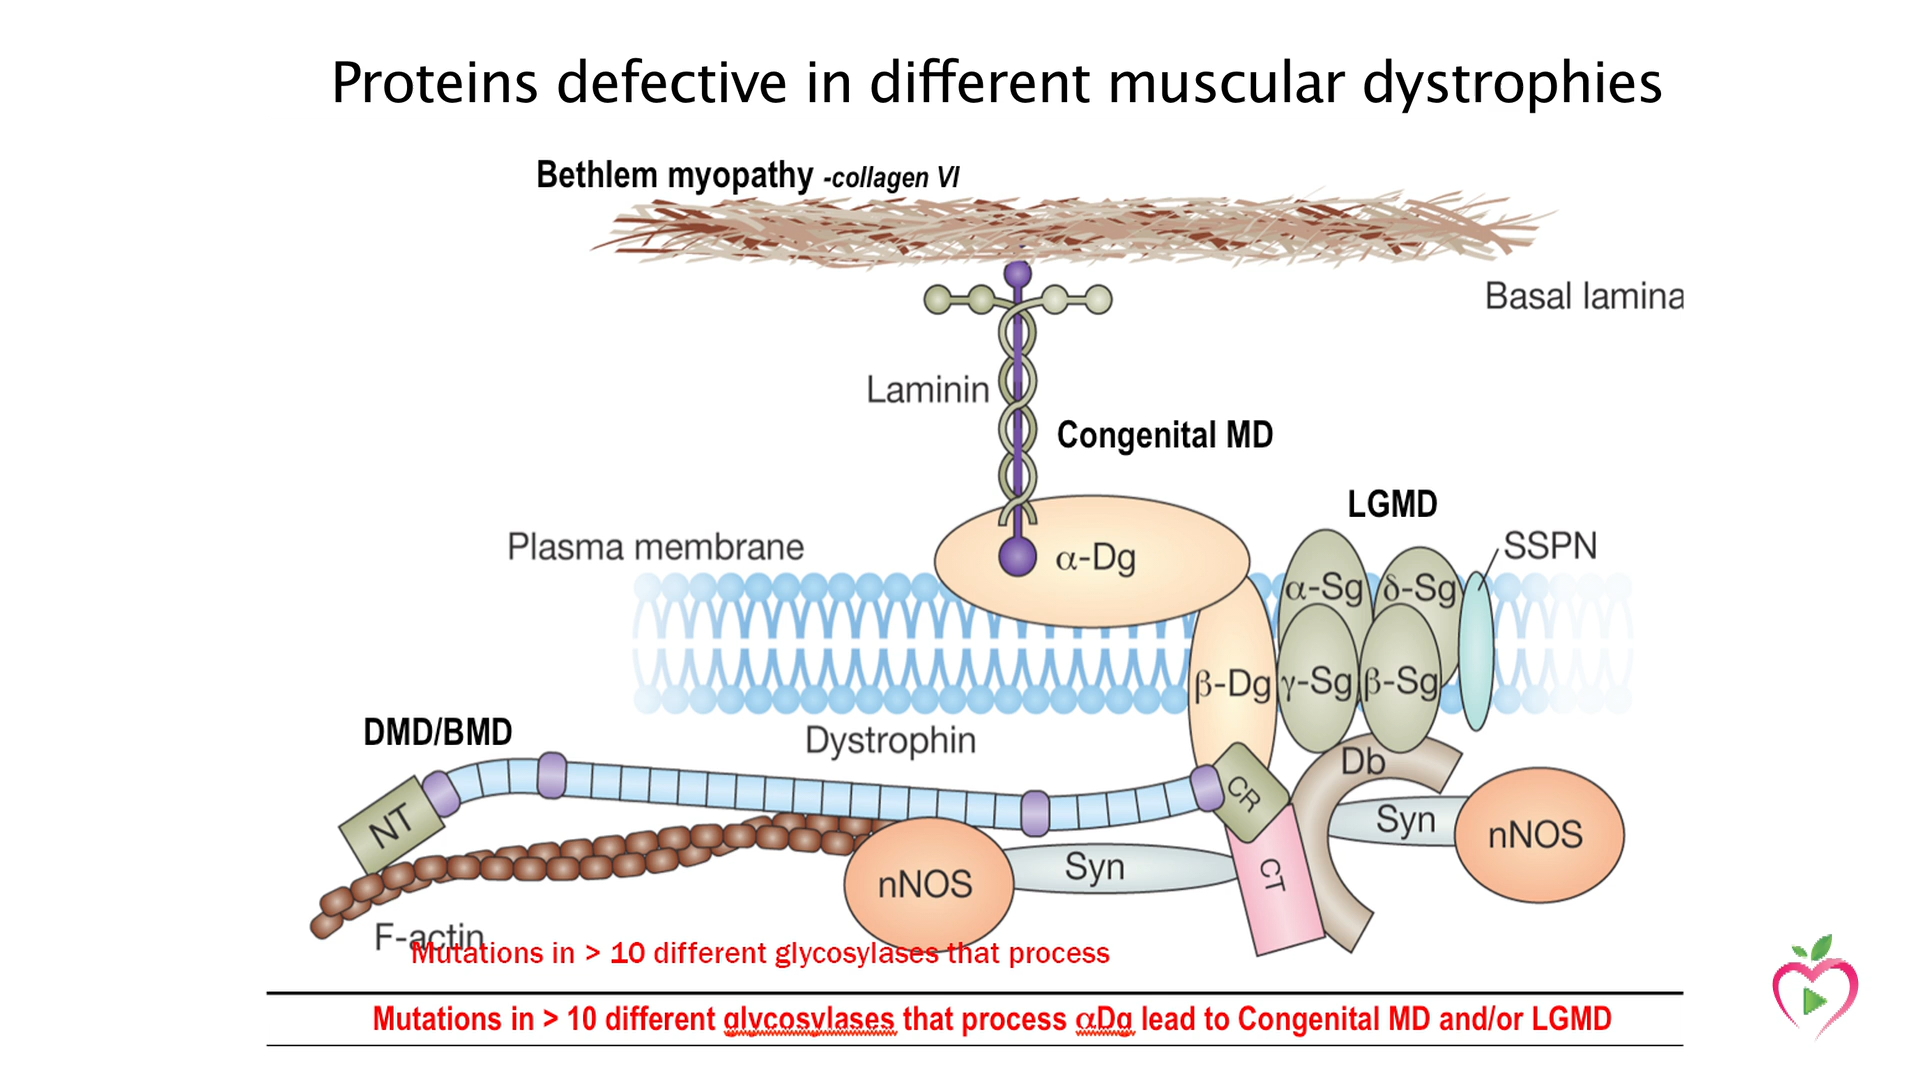 Proteins defective in different muscular dystrophies
Bethlem myopathy -collagen VI
Basal lamina
Laminin
Congenital MD
LGMD
Plasma membrane
SSPN
α-Dg
α-Sg
δ-Sg
β-Dg
γ-Sg
β-Sg
DMD/BMD
Dystrophin
Db
CR
NT
Syn
nNOS
nNOS
Syn
CT
F-actin
Mutations in > 10 different glycosylases that process
Mutations in > 10 different glycosylases that process αDg lead to Congenital MD and/or LGMD